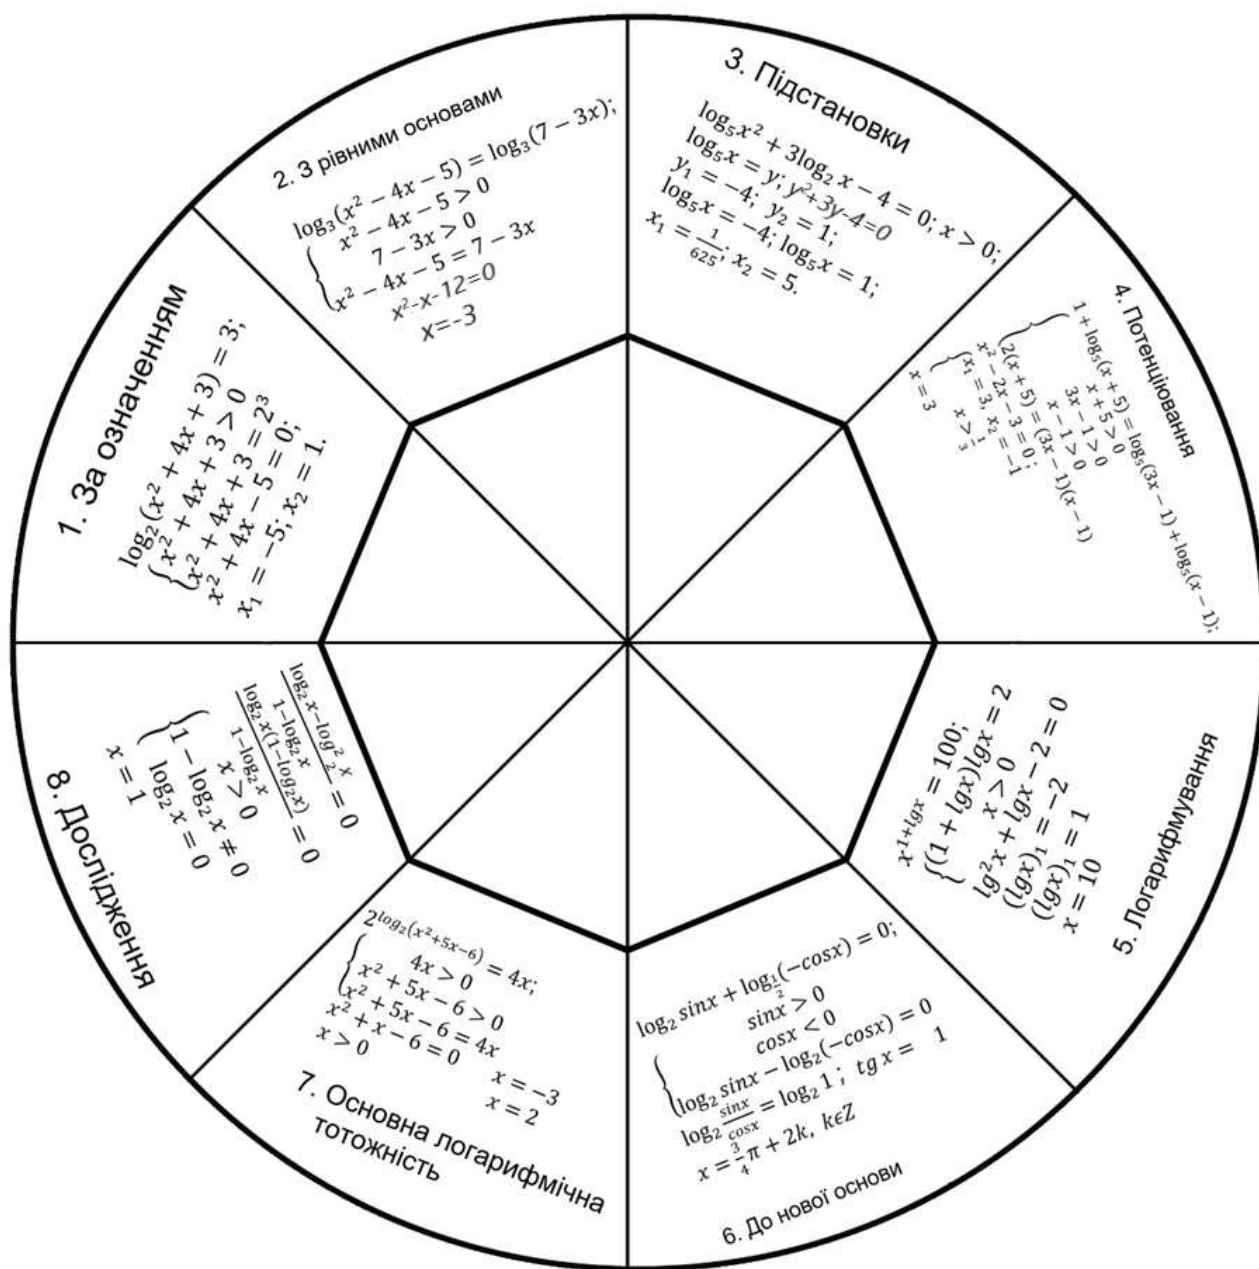 1. За означенням
log₂(x² + 4x + 3) = 3;
{ x² + 4x + 3 > 0
x² + 4x + 3 = 2³
x² + 4x − 5 = 0;
x₁ = −5; x₂ = 1.
2. З рівними основами
log₃(x² − 4x − 5) = log₃(7 − 3x);
{ x² − 4x − 5 > 0
7 − 3x > 0
x² − 4x − 5 = 7 − 3x
x²-x-12=0
x=-3
3. Підстановки
log₅x² + 3log₂ x − 4 = 0; x > 0;
log₅x = y; y²+3y-4=0
y₁ = −4; y₂ = 1;
log₅x = −4; log₅x = 1;
x₁ = 1/625; x₂ = 5.
4. Потенціювання
1 + log₅(x + 5) = log₅(3x − 1) + log₅(x − 1);
{ x + 5 > 0
3x − 1 > 0
x − 1 > 0
2(x + 5) = (3x − 1)(x − 1)
x² − 2x − 3 = 0 ;
{ x₁ = 3, x₂ = −1
x > 1/3
x = 3
5. Логарифмування
x^(1+lgx) = 100;
{ (1 + lgx)lgx = 2
x > 0
lg²x + lgx − 2 = 0
(lgx)₁ = −2
(lgx)₁ = 1
x = 10
6. До нової основи
log₂ sinx + log_(1/2)(−cosx) = 0;
{ sinx > 0
cosx < 0
log₂ sinx − log₂(−cosx) = 0
log₂ sinx/cosx = log₂ 1 ; tg x = 1
x = 3/4 π + 2k, kϵZ
7. Основна логарифмічна
тотожність
2^(log₂(x²+5x−6)) = 4x;
{ 4x > 0
x² + 5x − 6 > 0
x² + 5x − 6 = 4x
x² + x − 6 = 0 x = −3
x > 0 x = 2
8. Дослідження
(log₂ x − log₂² x)/(1−log₂ x) = 0
(log₂ x(1−log₂x))/(1−log₂ x) = 0
{ x > 0
1 − log₂ x ≠ 0
log₂ x = 0
x = 1